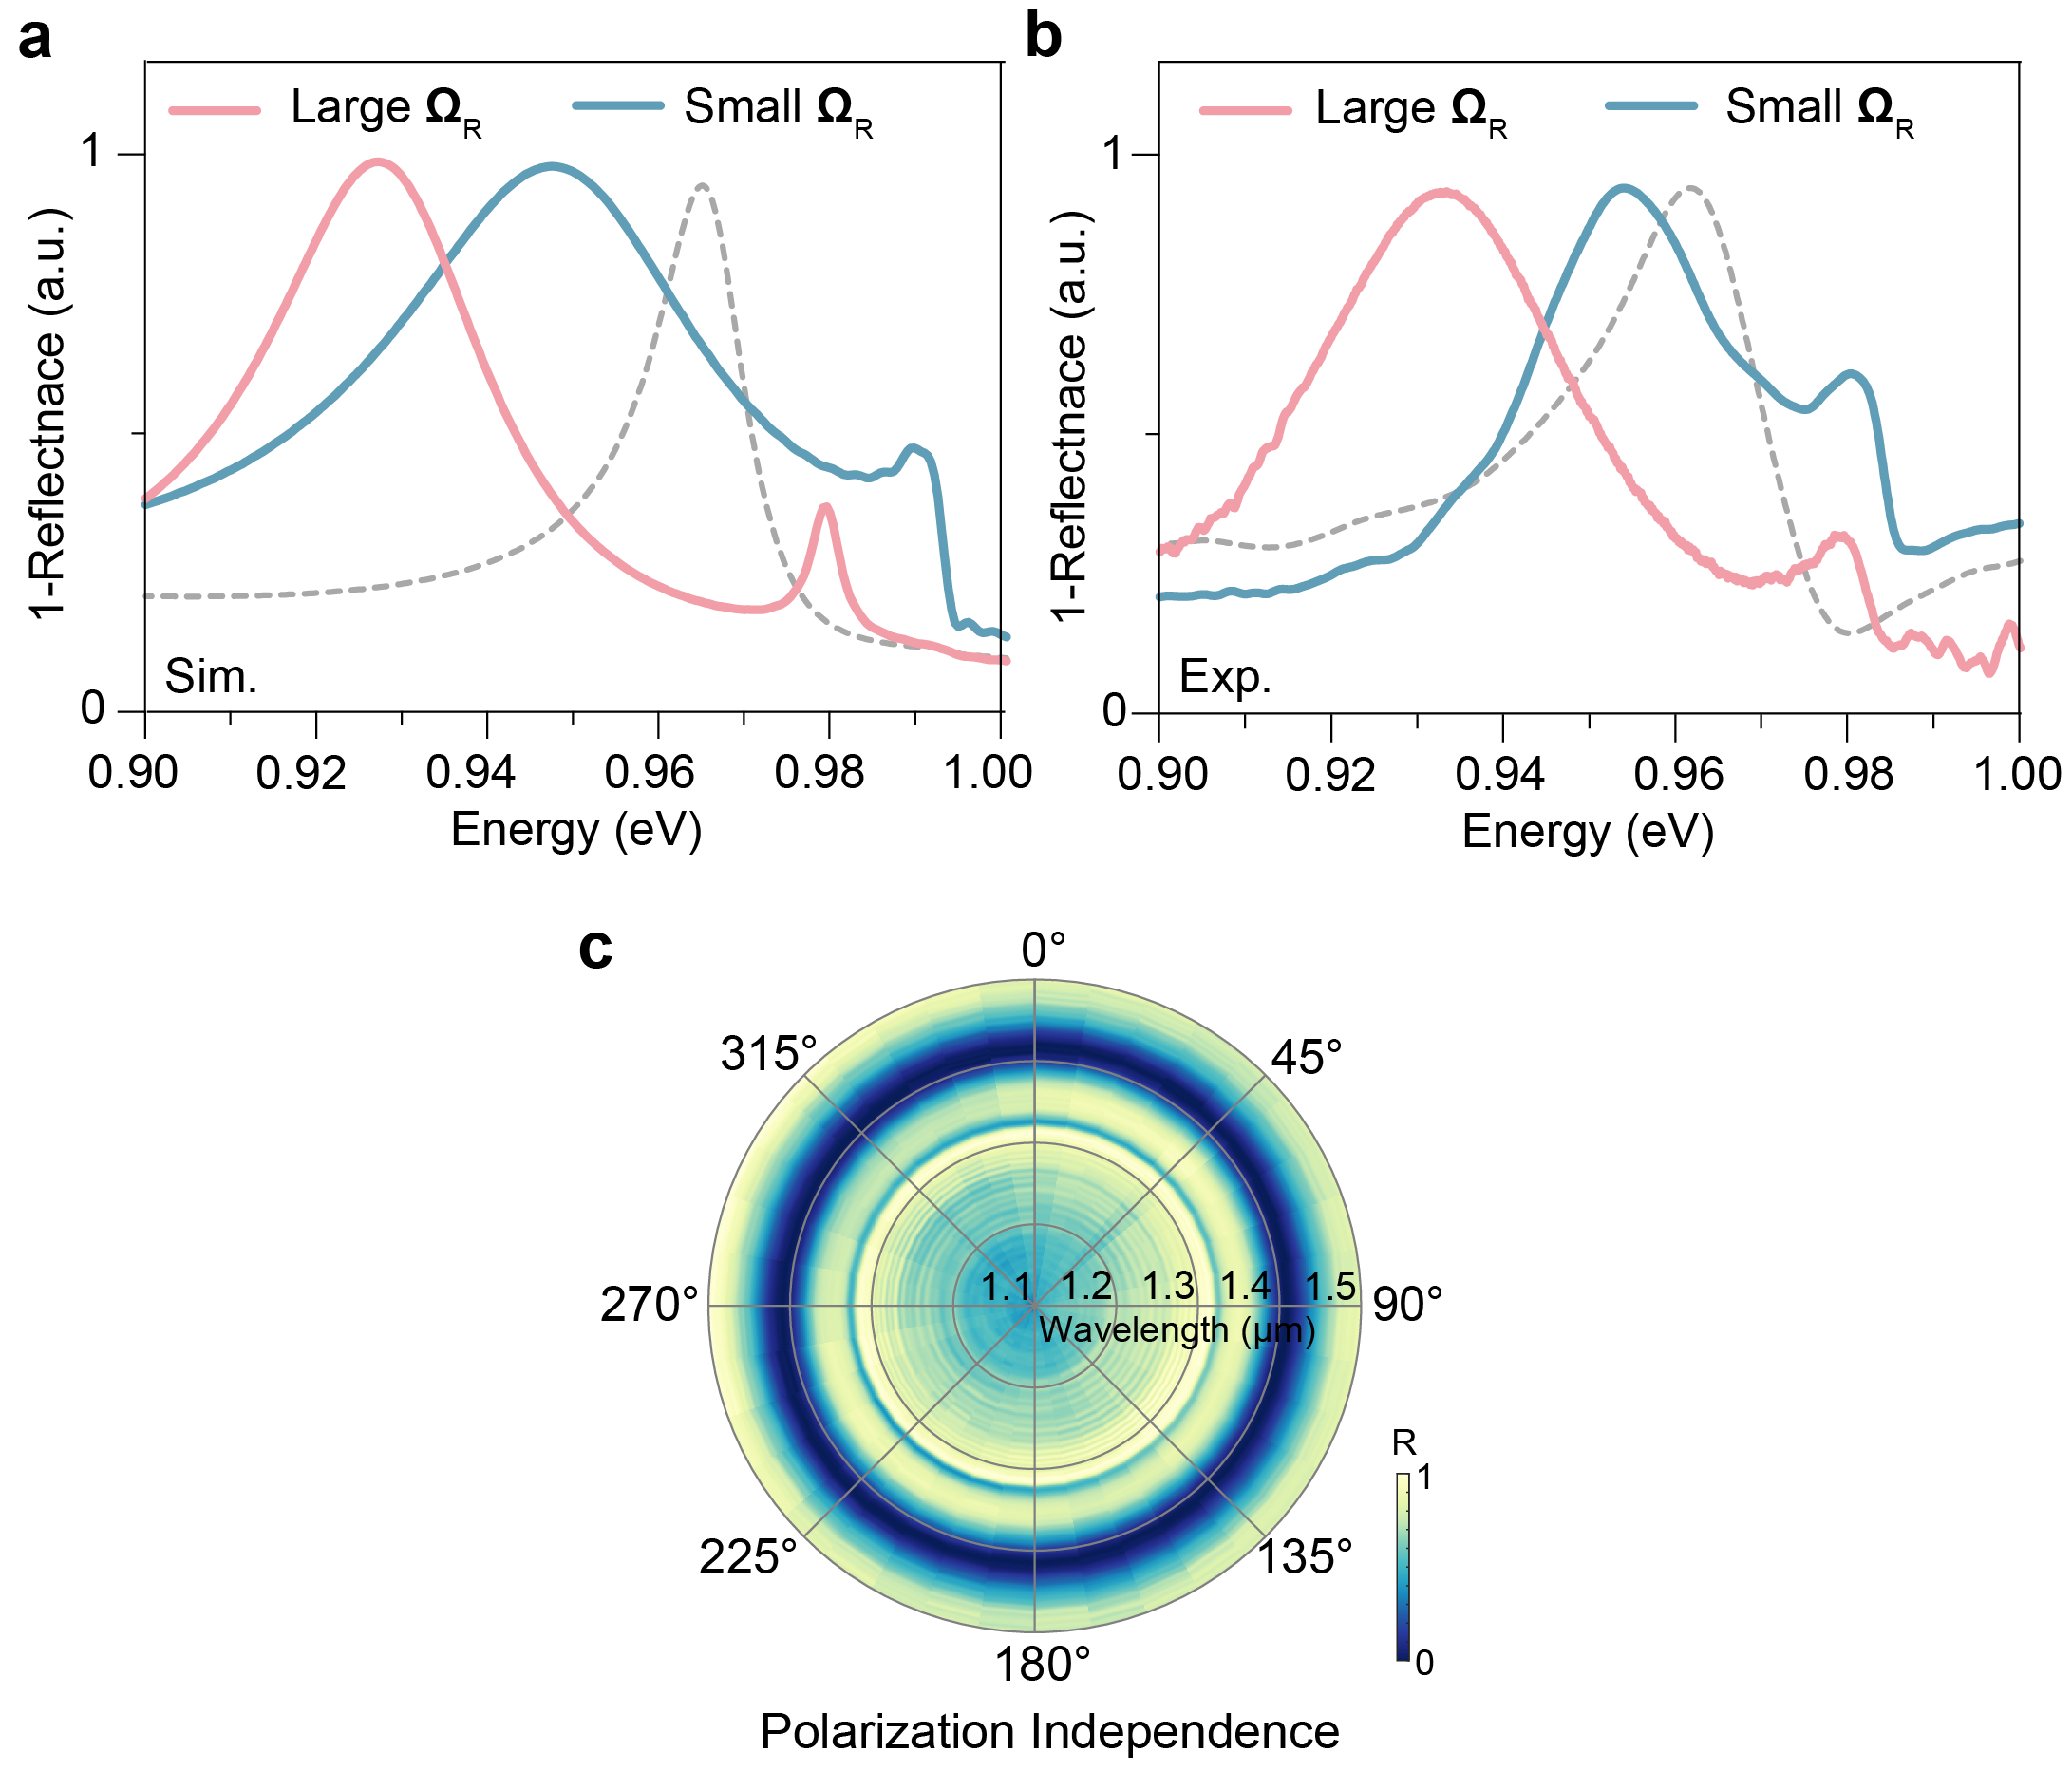 a
Large ΩR
Small ΩR
1
0
1-Reflectnace (a.u.)
Sim.
0.90 0.92 0.94 0.96 0.98 1.00
Energy (eV)
b
Large ΩR
Small ΩR
1
0
1-Reflectnace (a.u.)
Exp.
0.90 0.92 0.94 0.96 0.98 1.00
Energy (eV)
c
0°
315°
45°
270°
1.1 1.2 1.3 1.4 1.5
90°
Wavelength (μm)
225°
135°
180°
R
1
0
Polarization Independence